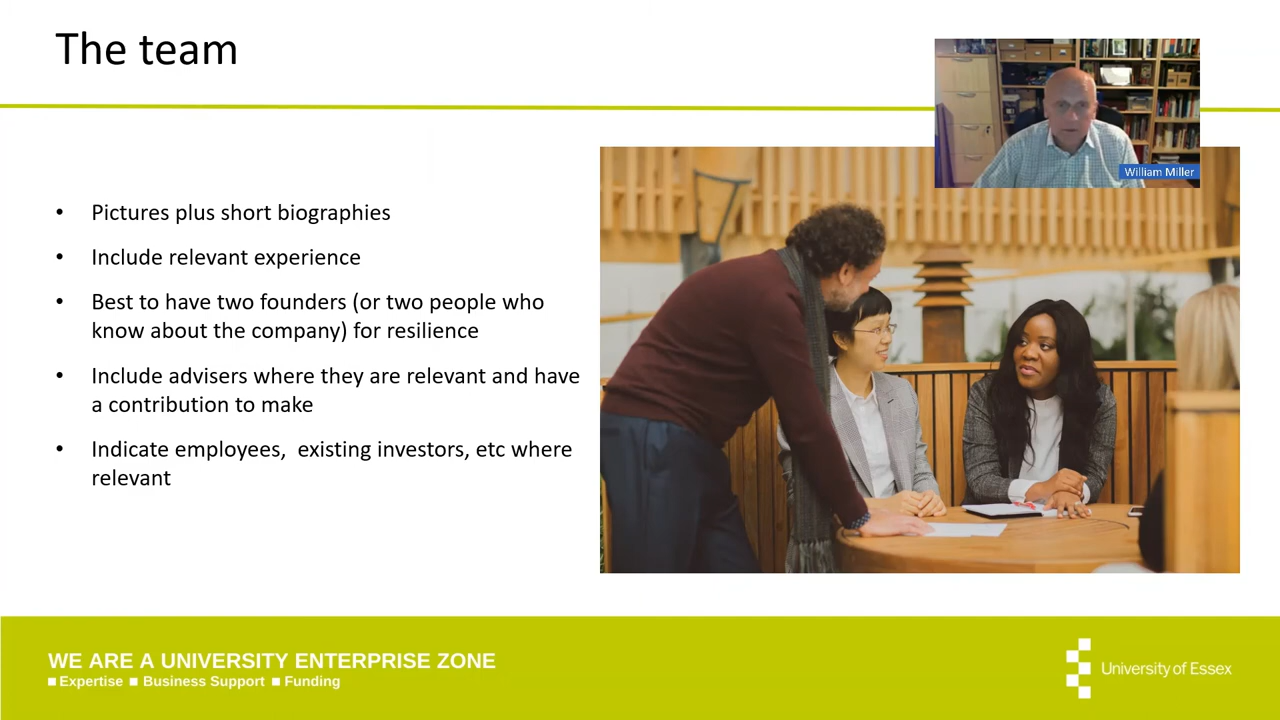 The team
William Miller
• Pictures plus short biographies
• Include relevant experience
• Best to have two founders (or two people who
know about the company) for resilience
• Include advisers where they are relevant and have
a contribution to make
• Indicate employees,  existing investors, etc where
relevant
WE ARE A UNIVERSITY ENTERPRISE ZONE
■ Expertise ■ Business Support ■ Funding
University of Essex